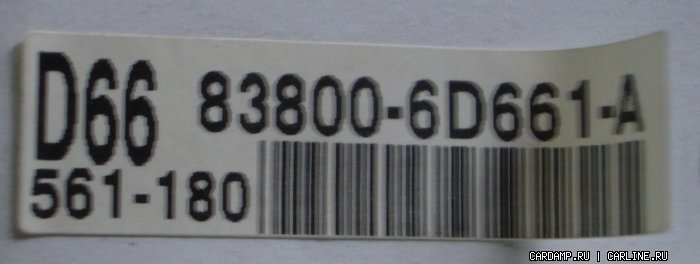 D66 83800-6D661-A
561-180
CARDAMP.RU | CARLINE.RU